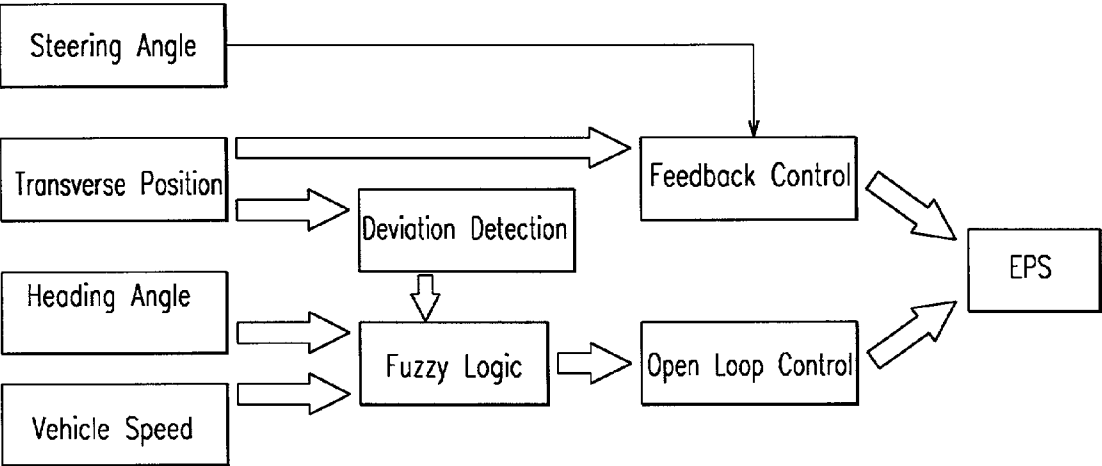 Steering Angle
Transverse Position
Feedback Control
Deviation Detection
EPS
Heading Angle
Fuzzy Logic
Open Loop Control
Vehicle Speed